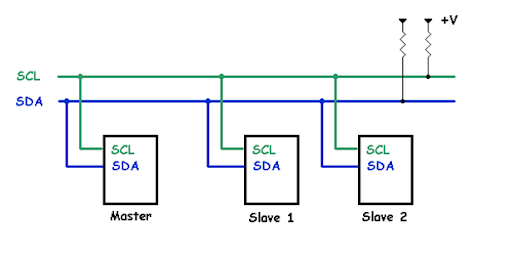 +V
SCL
SDA
SCL
SDA
Master
SCL
SDA
Slave 1
SCL
SDA
Slave 2